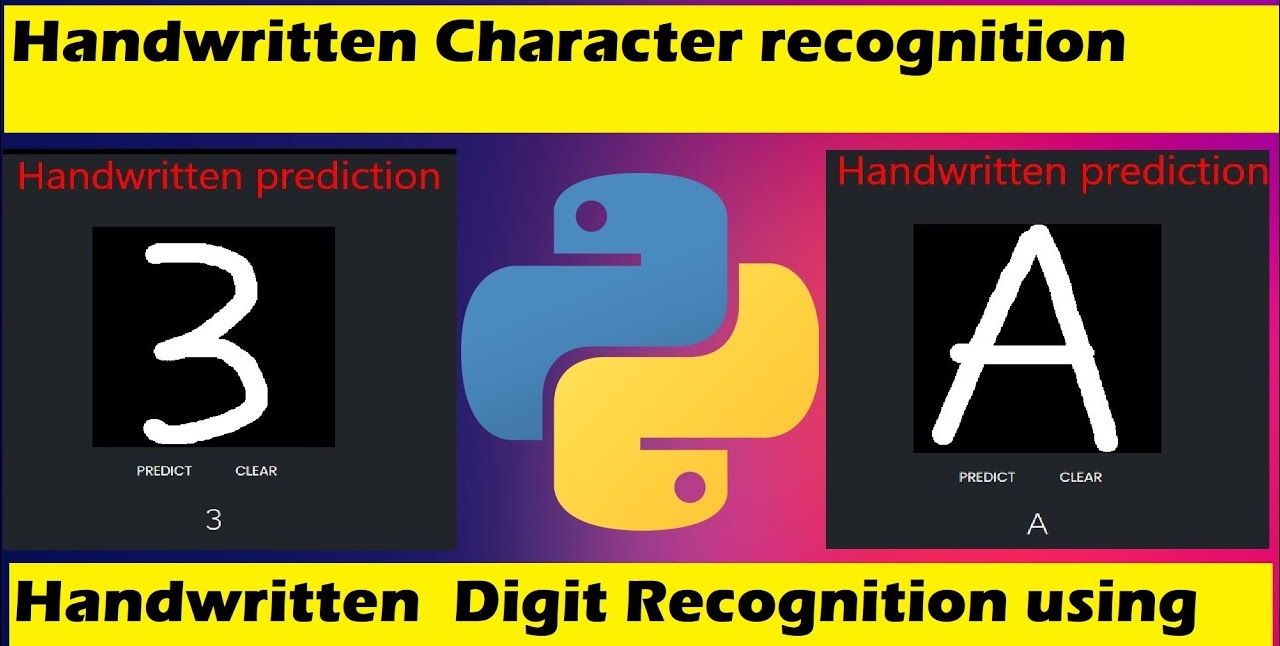 Handwritten Character recognition
Handwritten prediction
3
PREDICT CLEAR
3
Handwritten prediction
A
PREDICT CLEAR
A
Handwritten Digit Recognition using